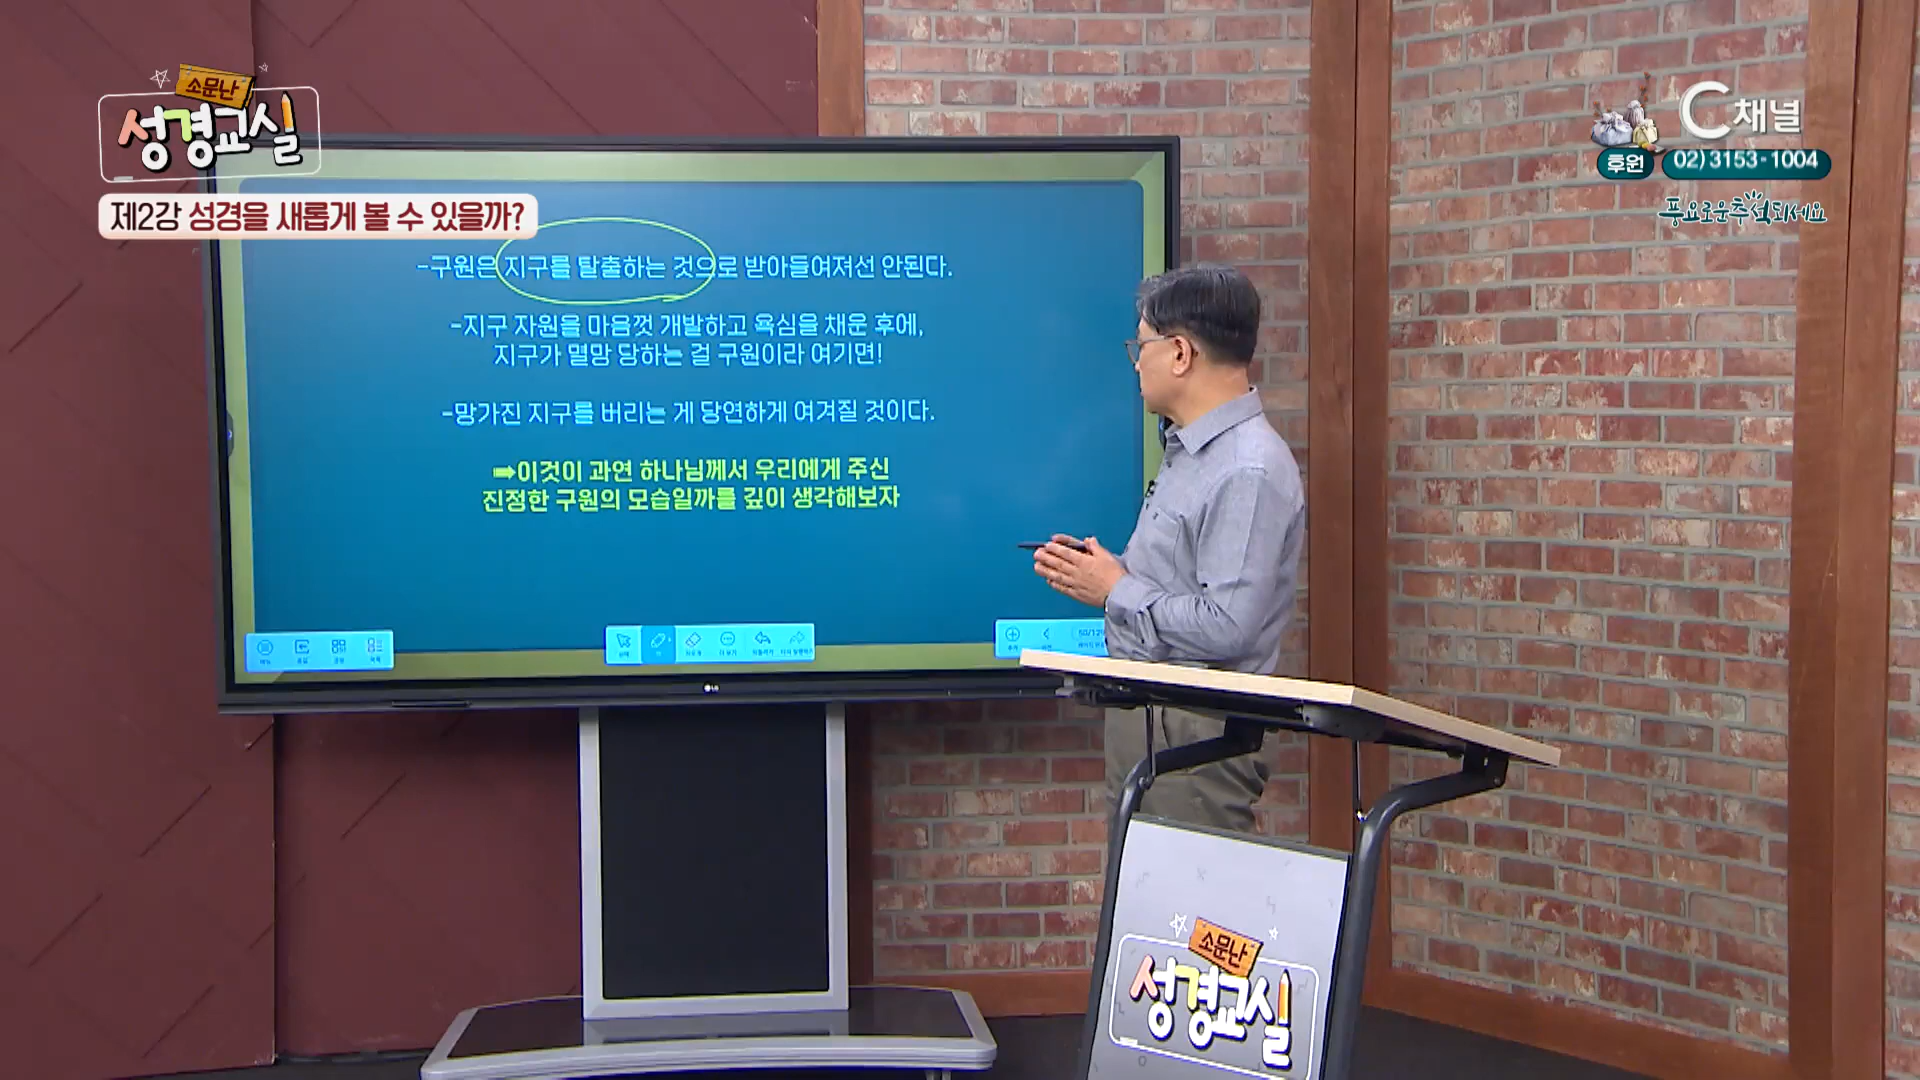 소문난
성경교실
제2강 성경을 새롭게 볼 수 있을까?
C채널
후원 02)3153-1004
풍요로운추석되세요
-구원은 지구를 탈출하는 것으로 받아들여져선 안된다.
-지구 자원을 마음껏 개발하고 욕심을 채운 후에,
지구가 멸망 당하는 걸 구원이라 여기면!
-망가진 지구를 버리는 게 당연하게 여겨질 것이다.
➡이것이 과연 하나님께서 우리에게 주신
진정한 구원의 모습일까를 깊이 생각해보자
LG
소문난
성경교실